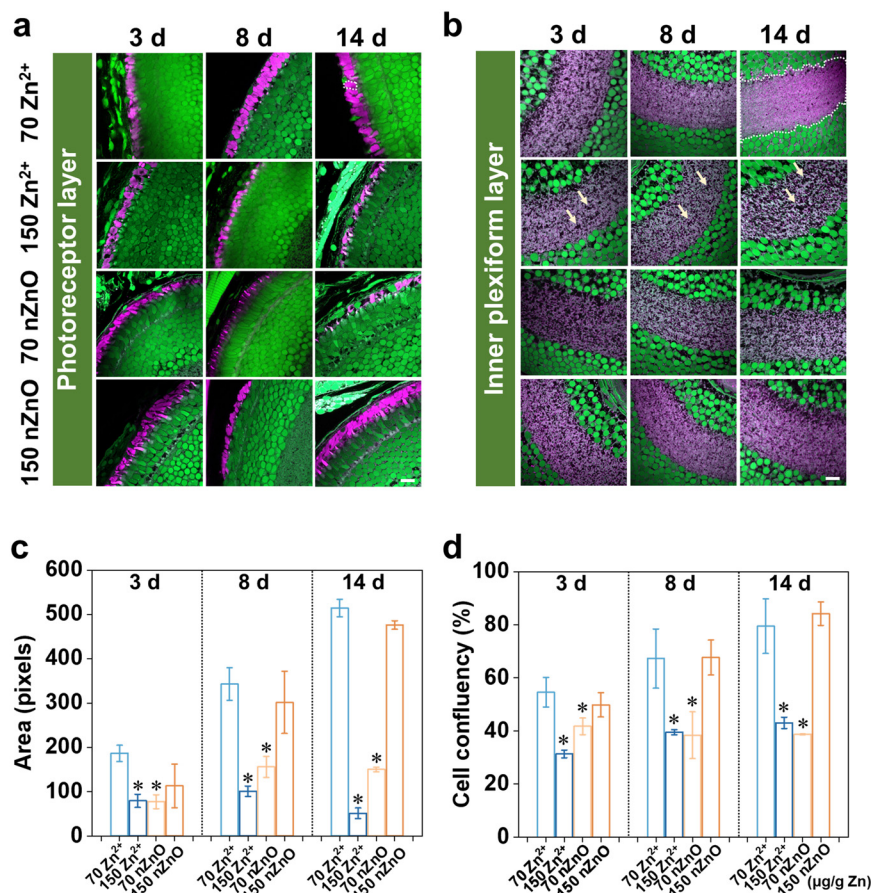 a
3 d 8 d 14 d
Photoreceptor layer
70 Zn²⁺
150 Zn²⁺
70 nZnO
150 nZnO
b
3 d 8 d 14 d
Inner plexiform layer
c
Area (pixels)
600
500
400
300
200
100
0
3 d 8 d 14 d
* * * * * *
70 Zn²⁺ 150 Zn²⁺ 70 nZnO 150 nZnO 70 Zn²⁺ 150 Zn²⁺ 70 nZnO 150 nZnO 70 Zn²⁺ 150 Zn²⁺ 70 nZnO 150 nZnO
d
Cell confluency (%)
100
80
60
40
20
0
3 d 8 d 14 d
* * * * * *
70 Zn²⁺ 150 Zn²⁺ 70 nZnO 150 nZnO 70 Zn²⁺ 150 Zn²⁺ 70 nZnO 150 nZnO 70 Zn²⁺ 150 Zn²⁺ 70 nZnO 150 nZnO
(µg/g Zn)